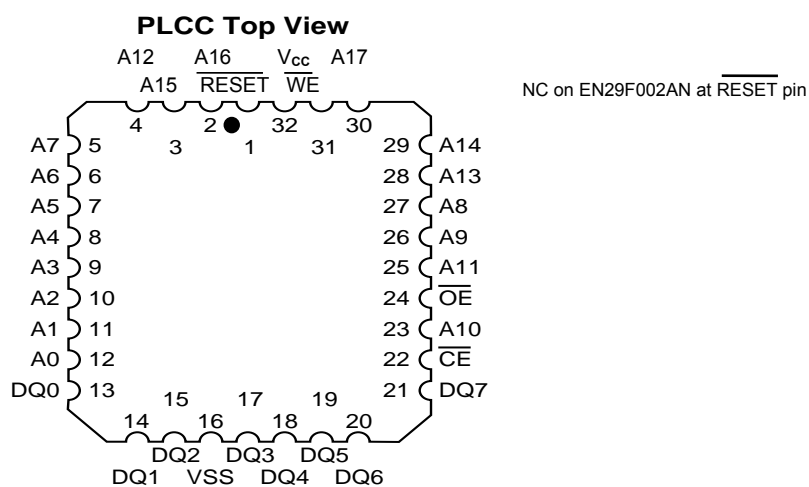 PLCC Top View
A12 A16 Vcc A17
A15 RESET WE
NC on EN29F002AN at RESET pin
4 2 32 30
3 1 31
A7 5 29 A14
A6 6 28 A13
A5 7 27 A8
A4 8 26 A9
A3 9 25 A11
A2 10 24 OE
A1 11 23 A10
A0 12 22 CE
DQ0 13 21 DQ7
15 17 19
14 16 18 20
DQ2 DQ3 DQ5
DQ1 VSS DQ4 DQ6